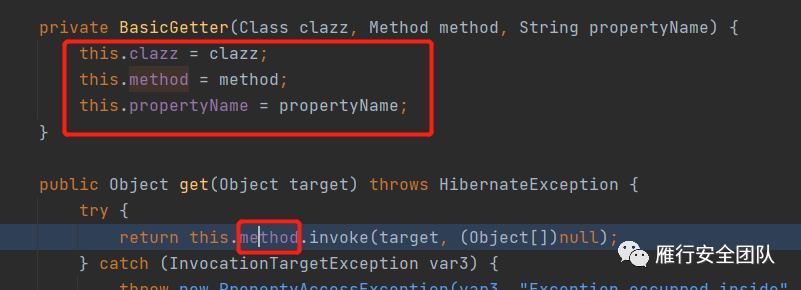 private BasicGetter(Class clazz, Method method, String propertyName) {
this.clazz = clazz;
this.method = method;
this.propertyName = propertyName;
}
public Object get(Object target) throws HibernateException {
try {
return this.method.invoke(target, (Object[])null);
} catch (InvocationTargetException var3) {
throw new PropertyAccessException(var3, "Exception occurred inside"
雁行安全团队